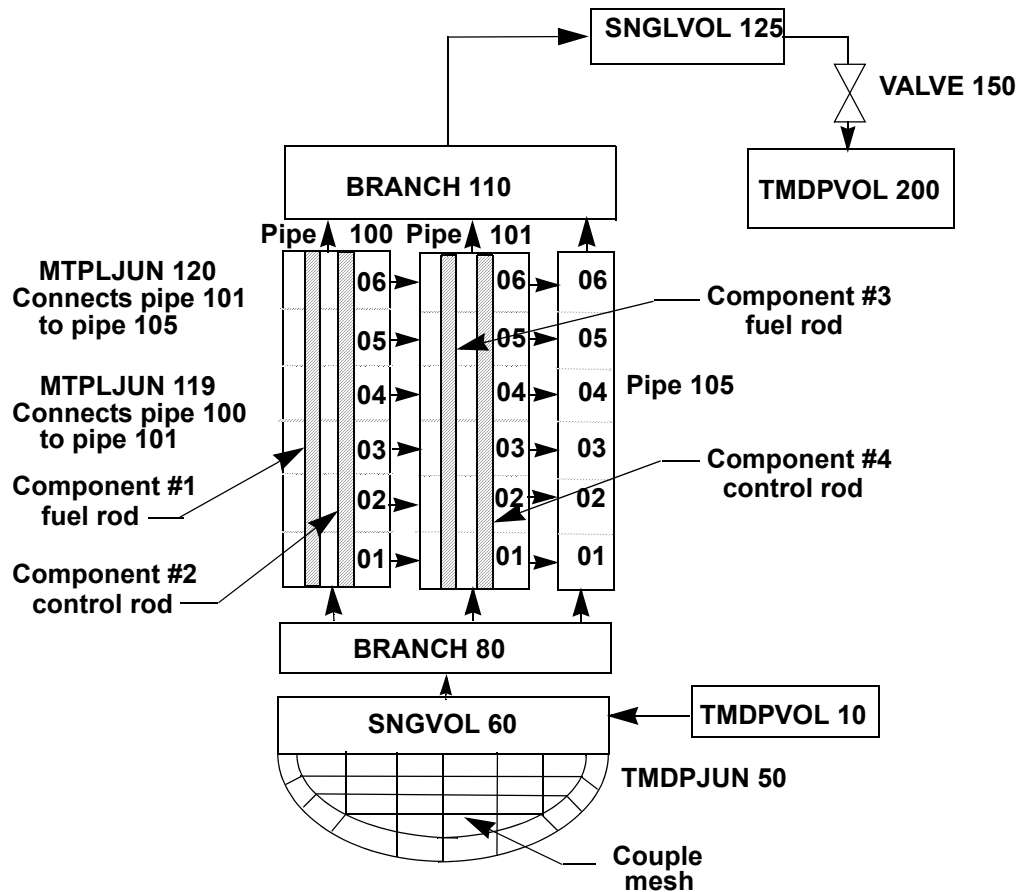 SNGLVOL 125
VALVE 150
TMDPVOL 200
BRANCH 110
Pipe 100 Pipe 101
MTPLJUN 120
Connects pipe 101
to pipe 105
MTPLJUN 119
Connects pipe 100
to pipe 101
Component #1
fuel rod
Component #2
control rod
06 06 06
05 05 05
04 04 04
03 03 03
02 02 02
01 01 01
Component #3
fuel rod
Pipe 105
Component #4
control rod
BRANCH 80
SNGVOL 60
TMDPVOL 10
TMDPJUN 50
Couple
mesh